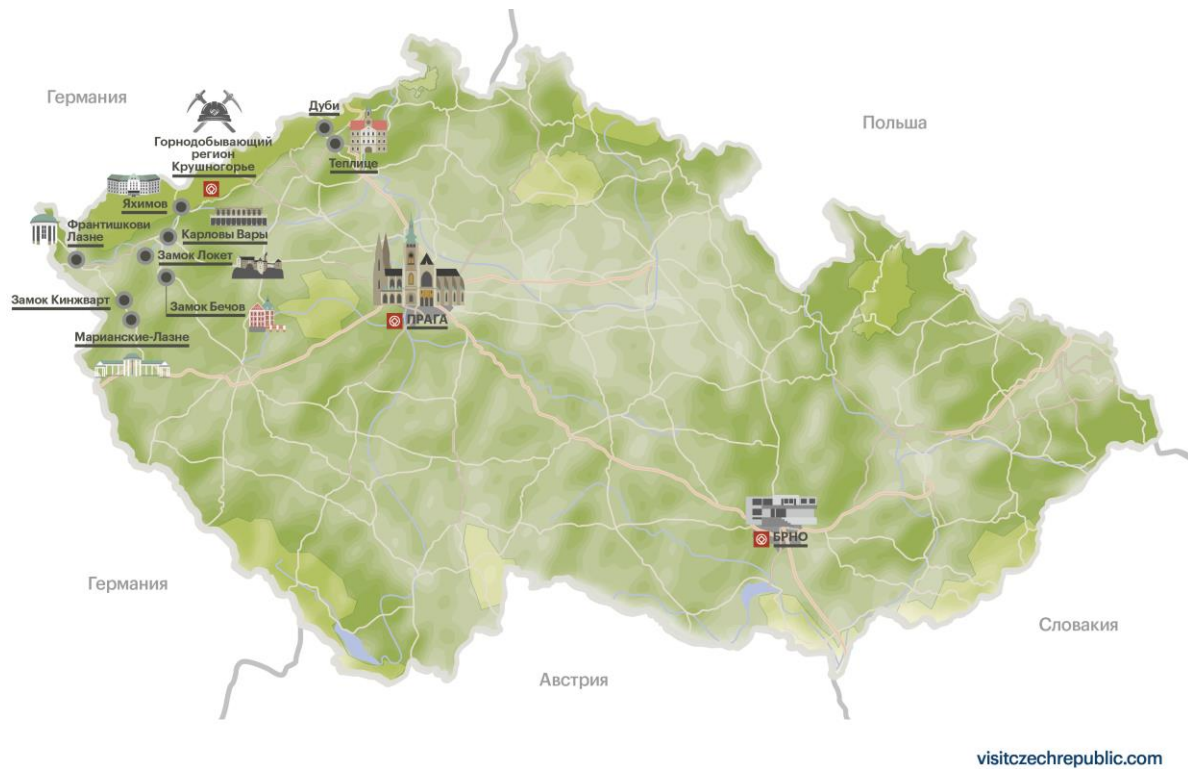 Германия
Польша
Дуби
Горнодобывающий
регион
Крушногорье
Теплице
Яхимов
Франтишкови
Лазне
Карловы Вары
Замок Локет
Замок Кинжварт
Замок Бечов
ПРАГА
Марианские-Лазне
БРНО
Германия
Словакия
Австрия
visitczechrepublic.com